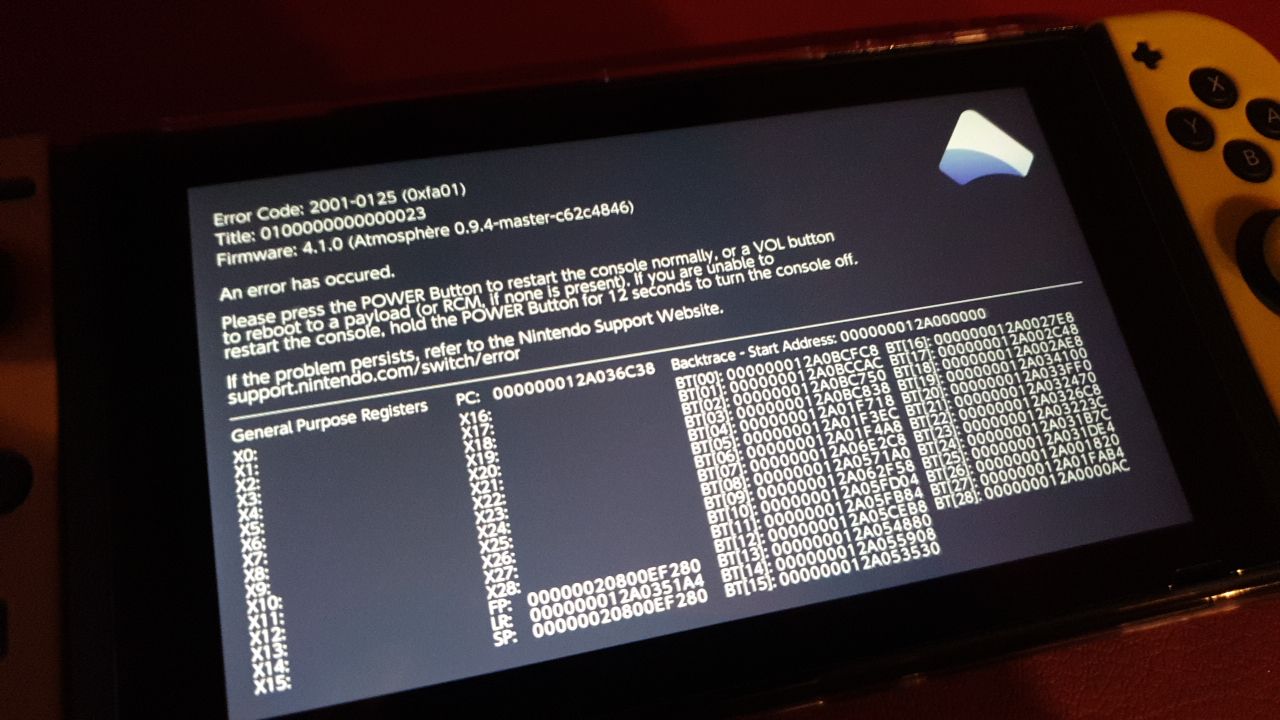 Error Code: 2001-0125 (0xfa01)
Title: 0100000000000023
Firmware: 4.1.0 (Atmosphère 0.9.4-master-c62c4846)
An error has occured.
Please press the POWER Button to restart the console normally, or a VOL button
to reboot to a payload (or RCM, if none is present). If you are unable to
restart the console, hold the POWER Button for 12 seconds to turn the console off.
If the problem persists, refer to the Nintendo Support Website.
support.nintendo.com/switch/error
General Purpose Registers
X0:
X1:
X2:
X3:
X4:
X5:
X6:
X7:
X8:
X9:
X10:
X11:
X12:
X13:
X14:
X15:
PC: 000000012A036C38
X16:
X17:
X18:
X19:
X20:
X21:
X22:
X23:
X24:
X25:
X26:
X27:
X28:
FP: 00000020800EF280
LR: 000000012A0351A4
SP: 00000020800EF280
Backtrace - Start Address: 000000012A000000
BT[00]: 000000012A0BCFC8
BT[01]: 000000012A0BCCAC
BT[02]: 000000012A0BC750
BT[03]: 000000012A0BC838
BT[04]: 000000012A01F718
BT[05]: 000000012A01F3EC
BT[06]: 000000012A01F4A8
BT[07]: 000000012A06E2C8
BT[08]: 000000012A0571A0
BT[09]: 000000012A062F58
BT[10]: 000000012A05FD04
BT[11]: 000000012A05FB84
BT[12]: 000000012A05CEB8
BT[13]: 000000012A054880
BT[14]: 000000012A055908
BT[15]: 000000012A053530
BT[16]: 000000012A0027E8
BT[17]: 000000012A002C48
BT[18]: 000000012A002AE8
BT[19]: 000000012A034100
BT[20]: 000000012A033FF0
BT[21]: 000000012A032470
BT[22]: 000000012A0326C8
BT[23]: 000000012A03213C
BT[24]: 000000012A031B7C
BT[25]: 000000012A031DE4
BT[26]: 000000012A001820
BT[27]: 000000012A01FAB4
BT[28]: 000000012A0000AC
X
Y
A
B